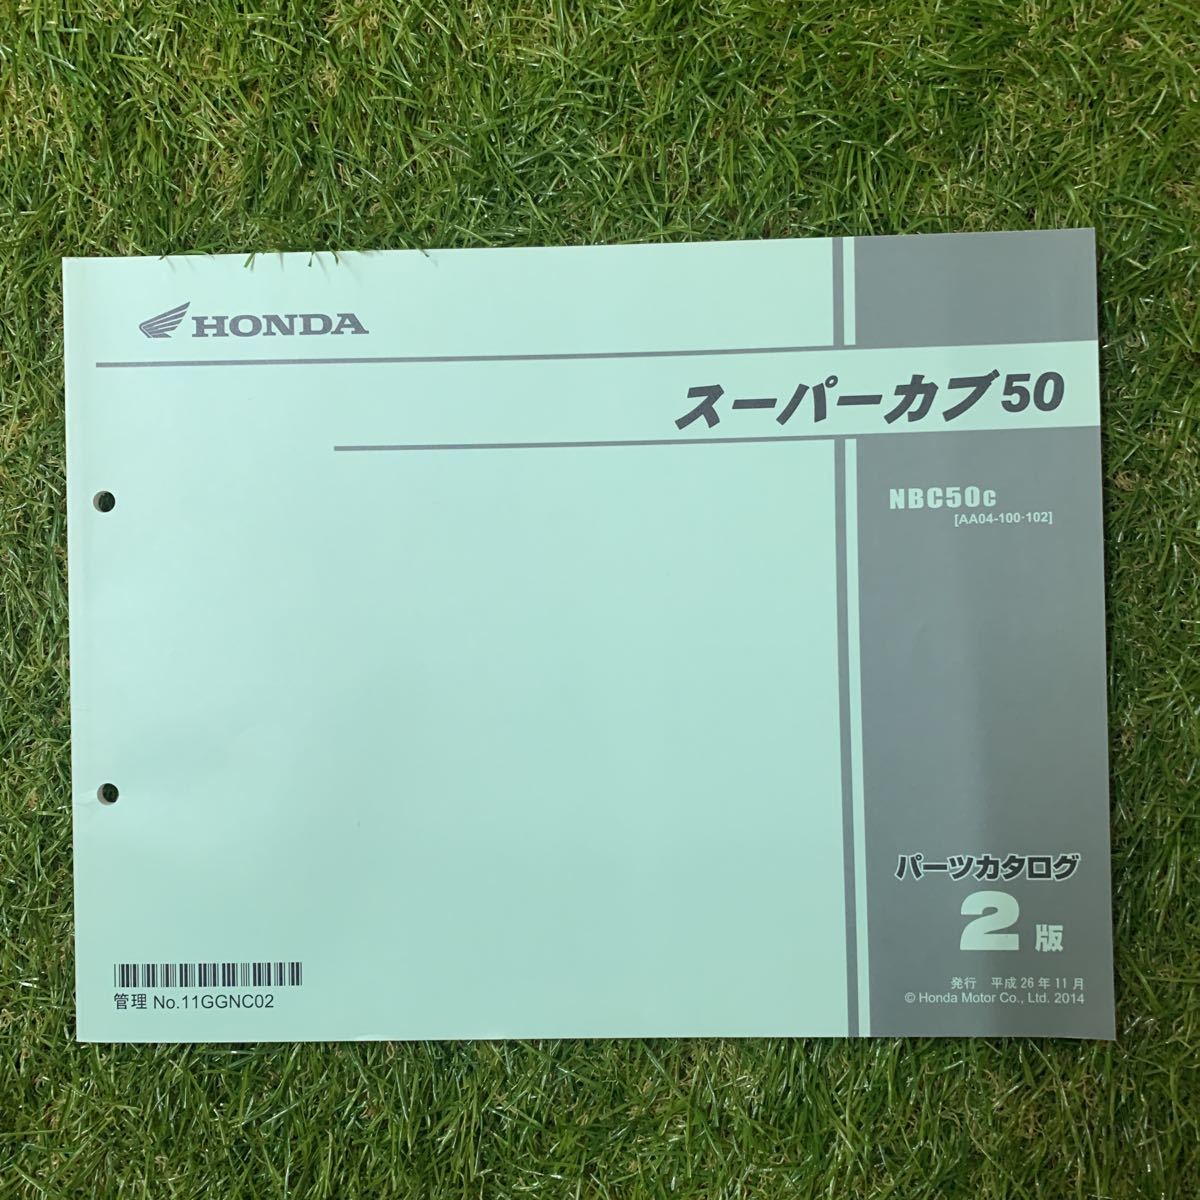 HONDA
スーパーカブ50
NBC50C
[AA04-100·102]
パーツカタログ
2版
発行 平成26年11月
© Honda Motor Co., Ltd. 2014
管理 No.11GGNC02